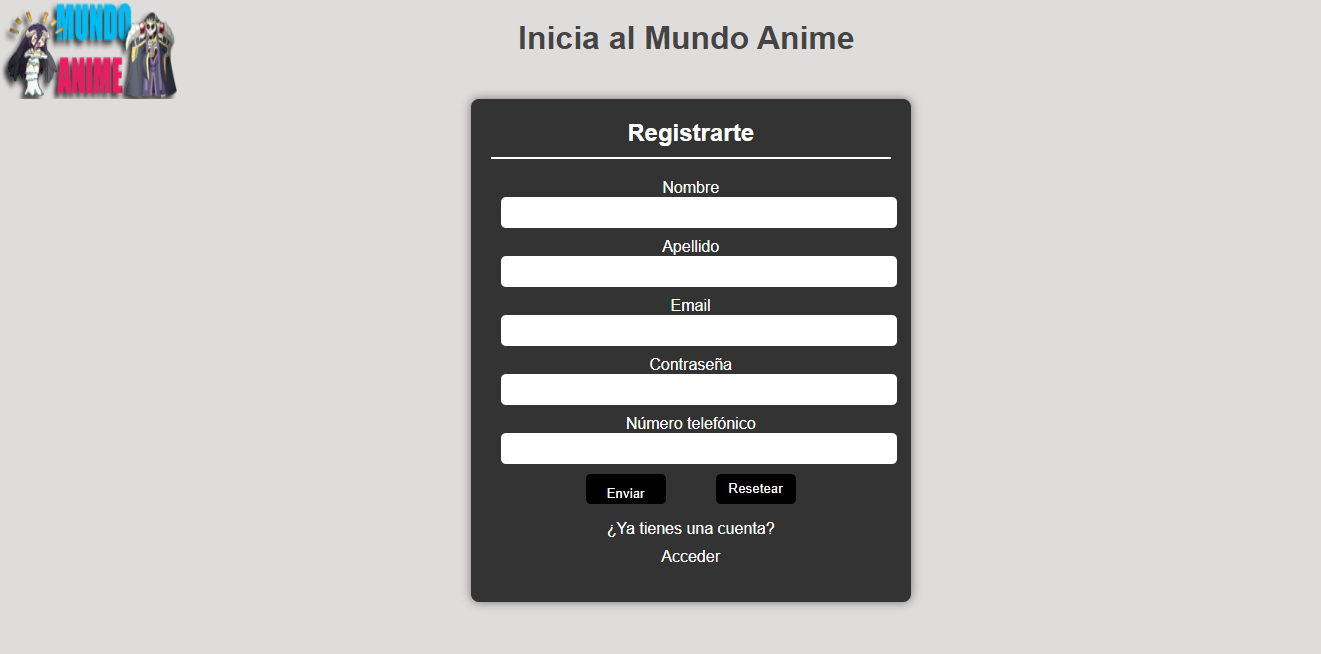 MUNDO
ANIME
Inicia al Mundo Anime
Registrarte
Nombre
Apellido
Email
Contraseña
Número telefónico
Enviar
Resetear
¿Ya tienes una cuenta?
Acceder